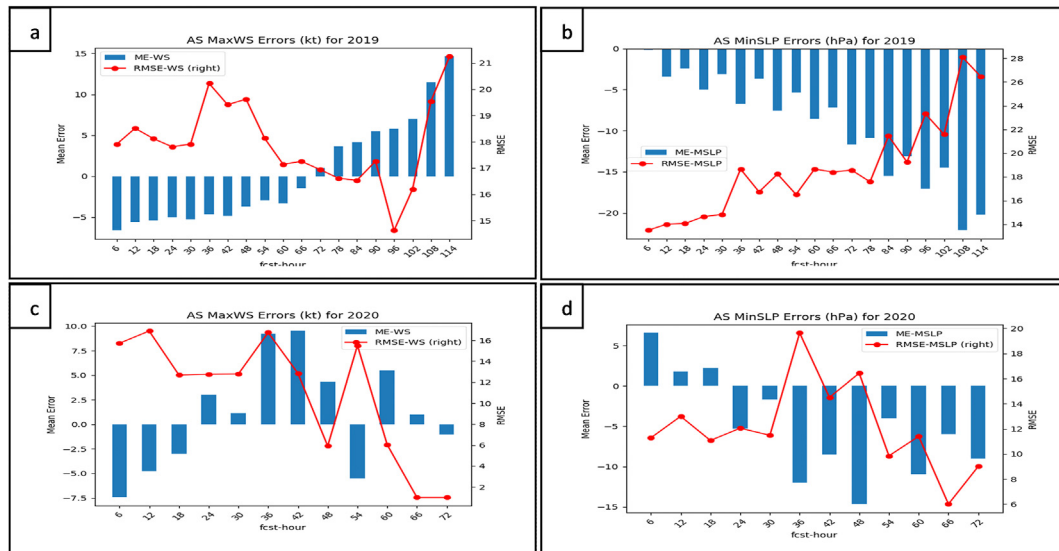 a
AS MaxWS Errors (kt) for 2019
ME-WS
RMSE-WS (right)
Mean Error
RMSE
15
10
5
0
−5
21
20
19
18
17
16
15
6 12 18 24 30 36 42 48 54 60 66 72 78 84 90 96 102 108 114
fcst-hour
b
AS MinSLP Errors (hPa) for 2019
ME-MSLP
RMSE-MSLP
Mean Error
RMSE
0
−5
−10
−15
−20
28
26
24
22
20
18
16
14
6 12 18 24 30 36 42 48 54 60 66 72 78 84 90 96 102 108 114
fcst-hour
c
AS MaxWS Errors (kt) for 2020
ME-WS
RMSE-WS (right)
Mean Error
RMSE
10.0
7.5
5.0
2.5
0.0
−2.5
−5.0
−7.5
16
14
12
10
8
6
4
2
6 12 18 24 30 36 42 48 54 60 66 72
fcst-hour
d
AS MinSLP Errors (hPa) for 2020
ME-MSLP
RMSE-MSLP (right)
Mean Error
RMSE
5
0
−5
−10
−15
20
18
16
14
12
10
8
6
6 12 18 24 30 36 42 48 54 60 66 72
fcst-hour